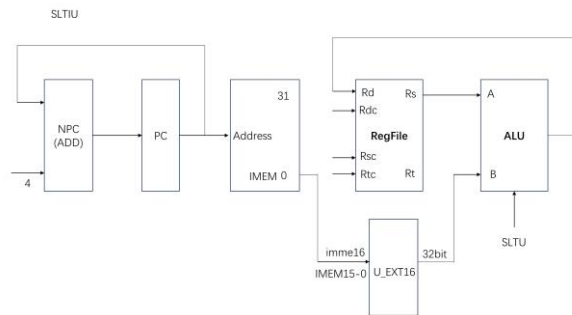 SLTIU
NPC
(ADD)
4
PC
31
Address
IMEM 0
Rd
Rdc
Rs
RegFile
Rsc
Rtc
Rt
A
ALU
B
SLTU
imme16
IMEM15-0
U_EXT16
32bit